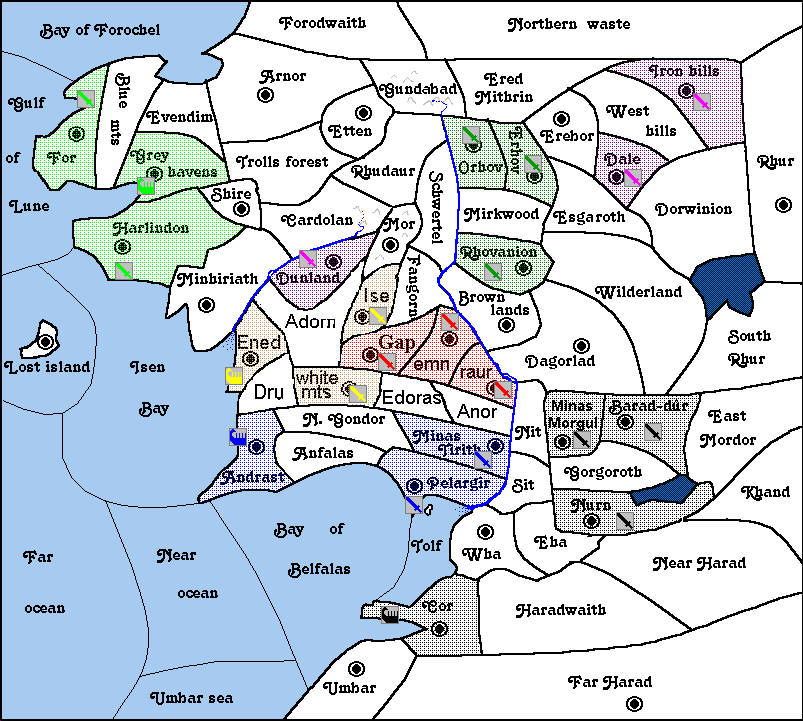 Forodwaith
Northern waste
Bay of Forochel
Iron bills
Arnor
Gundabad
Ered
Mithrin
Blue mts
Gulf
of
Lune
Evendim
Etten
Erebor
West
bills
For
Grey
havens
Trolls forest
Rhudaur
Orhov
Erhov
Dale
Rhur
Shire
Schwertel
Mirkwood
Esgaroth
Dorwinion
Harlindon
Cardolan
Mor
Rhovanion
Minbiriath
Dunland
Fangorn
Ise
Brown
lands
Wilderland
Adorn
Ened
Gap
emn
raur
Lost island
Isen
Bay
Dagorlad
South
Rhur
white
mts
Dru
Edoras
Anor
Minas
Morgul
Barad-dûr
East
Mordor
N. Gondor
Minas
Tirith
Nit
Anfalas
Andrast
Pelargir
Sit
Gorgoroth
Nurn
Khand
Bay of
Belfalas
Tolf
Wha
Eha
Near Harad
Far
ocean
Near
ocean
Cor
Haradwaith
Umbar
Umbar sea
Far Harad